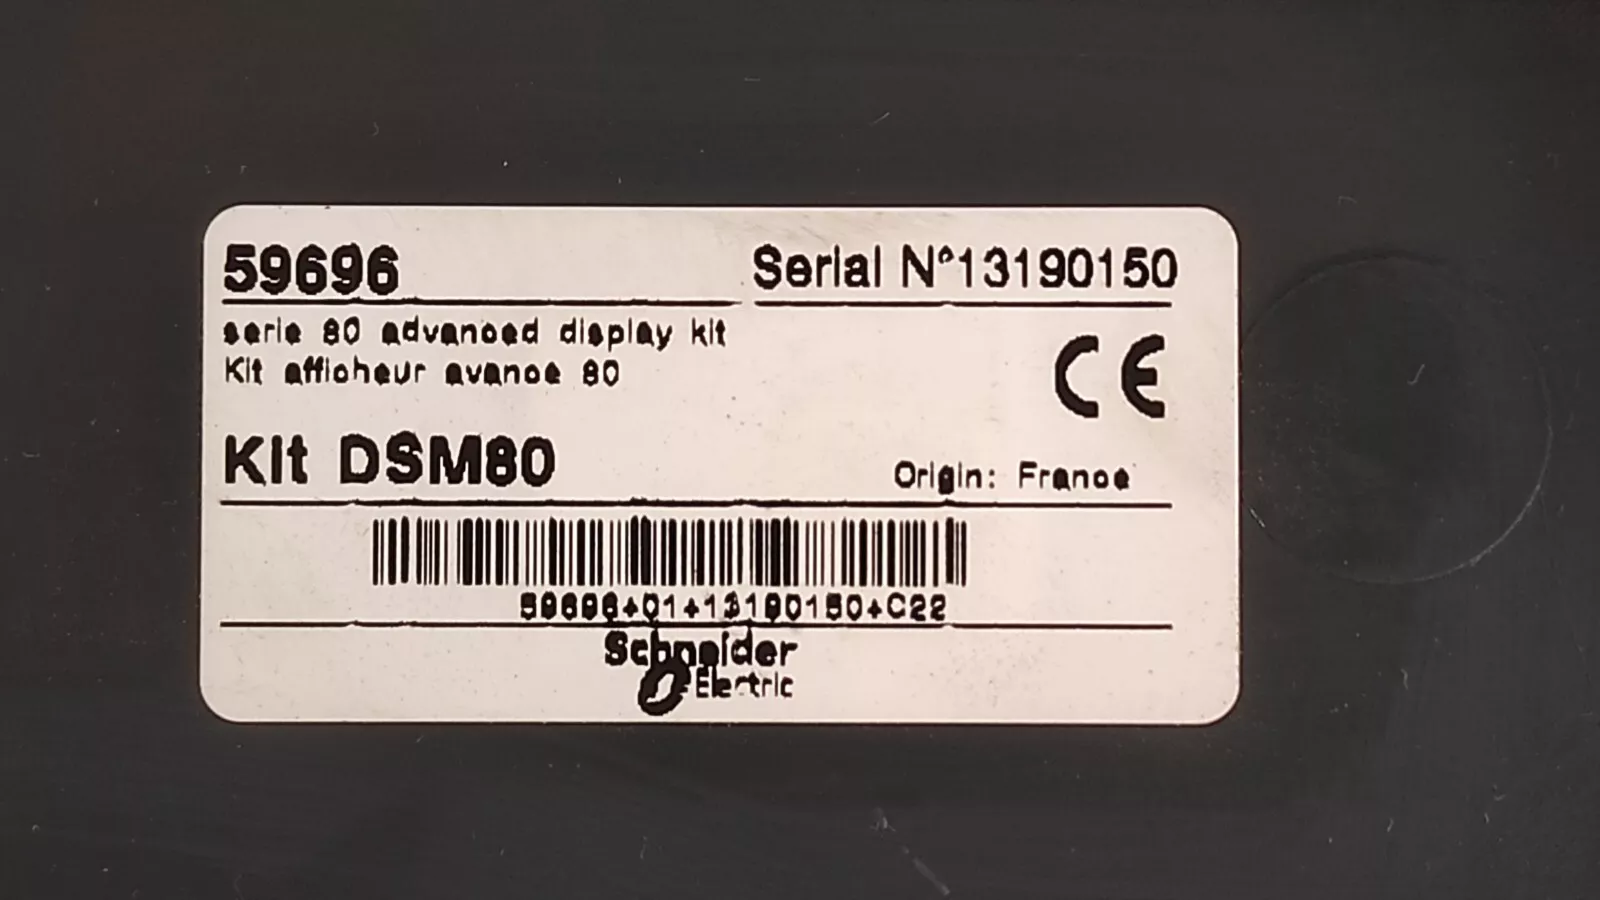 59696
Serial N°13190150
serie 80 advanced display kit
Kit afficheur avance 80
CE
Kit DSM80
Origin: France
59696+01+13190150+C22
Schneider
Electric